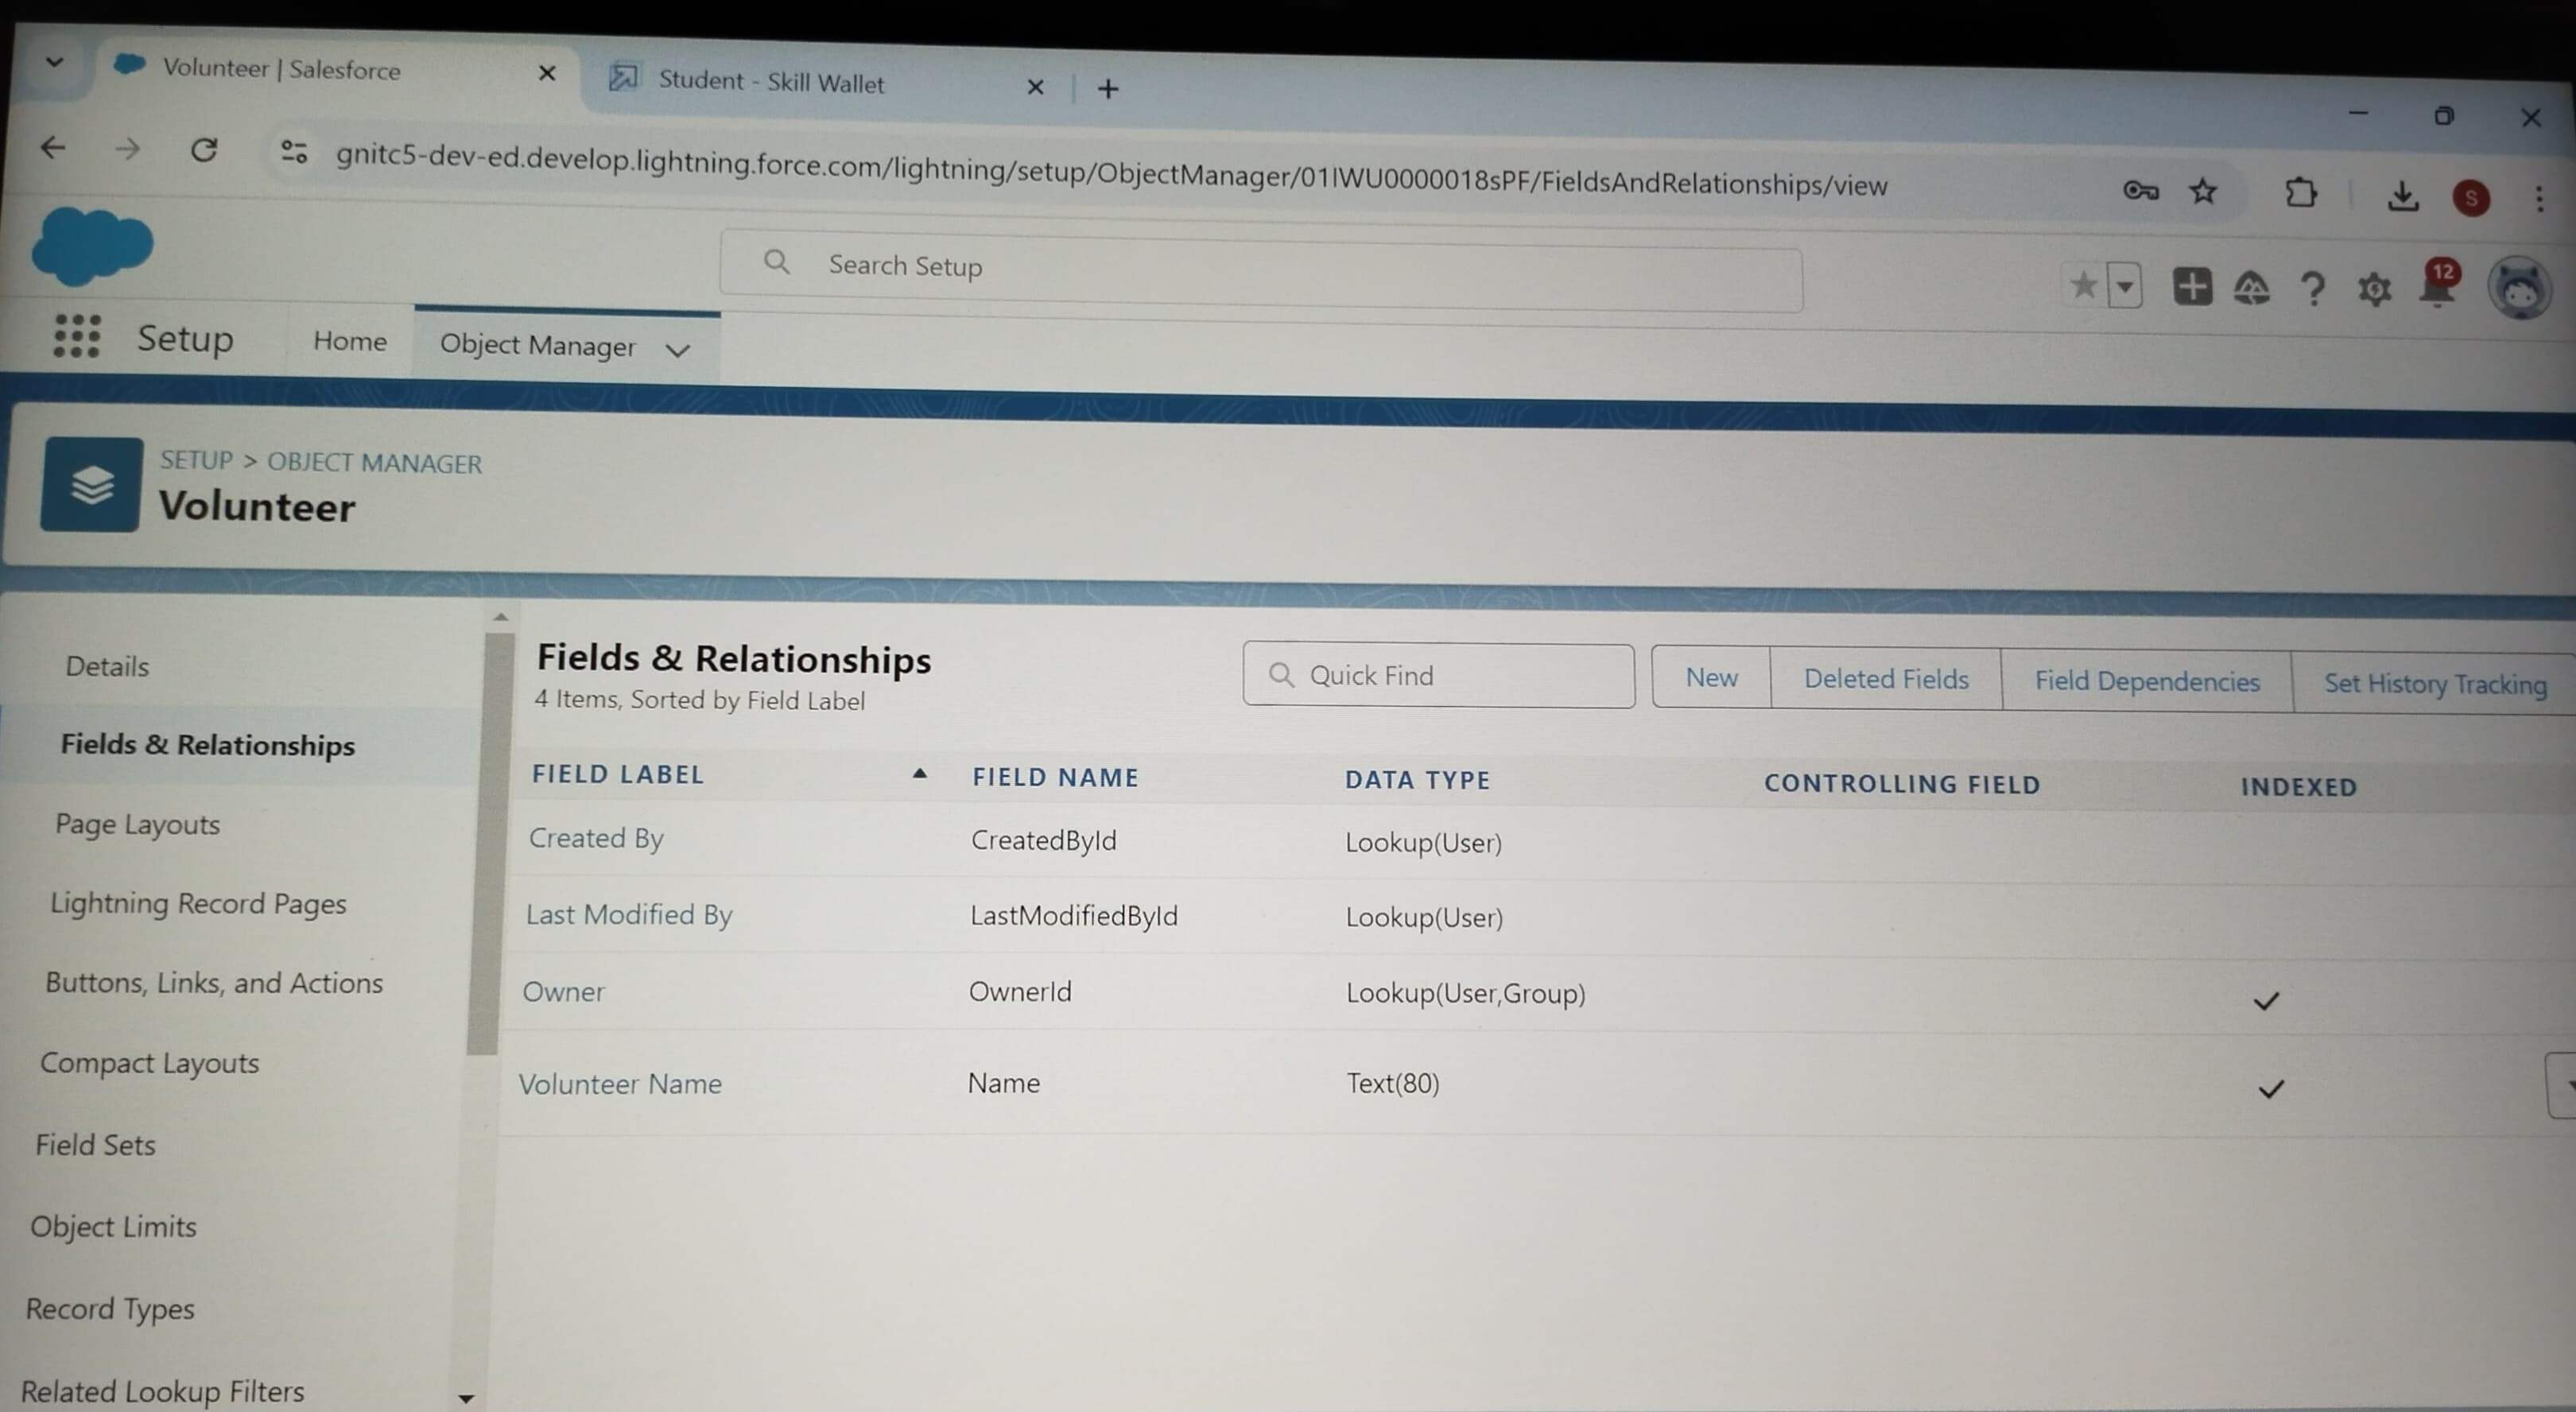 Volunteer | Salesforce
Student - Skill Wallet
gnitc5-dev-ed.develop.lightning.force.com/lightning/setup/ObjectManager/01IWU0000018sPF/FieldsAndRelationships/view
S
Search Setup
12
Setup
Home
Object Manager
SETUP > OBJECT MANAGER
Volunteer
Details
Fields & Relationships
Page Layouts
Lightning Record Pages
Buttons, Links, and Actions
Compact Layouts
Field Sets
Object Limits
Record Types
Related Lookup Filters
Fields & Relationships
4 Items, Sorted by Field Label
Quick Find
New
Deleted Fields
Field Dependencies
Set History Tracking
FIELD LABEL FIELD NAME DATA TYPE CONTROLLING FIELD INDEXED
Created By CreatedById Lookup(User)
Last Modified By LastModifiedById Lookup(User)
Owner OwnerId Lookup(User,Group)
Volunteer Name Name Text(80)